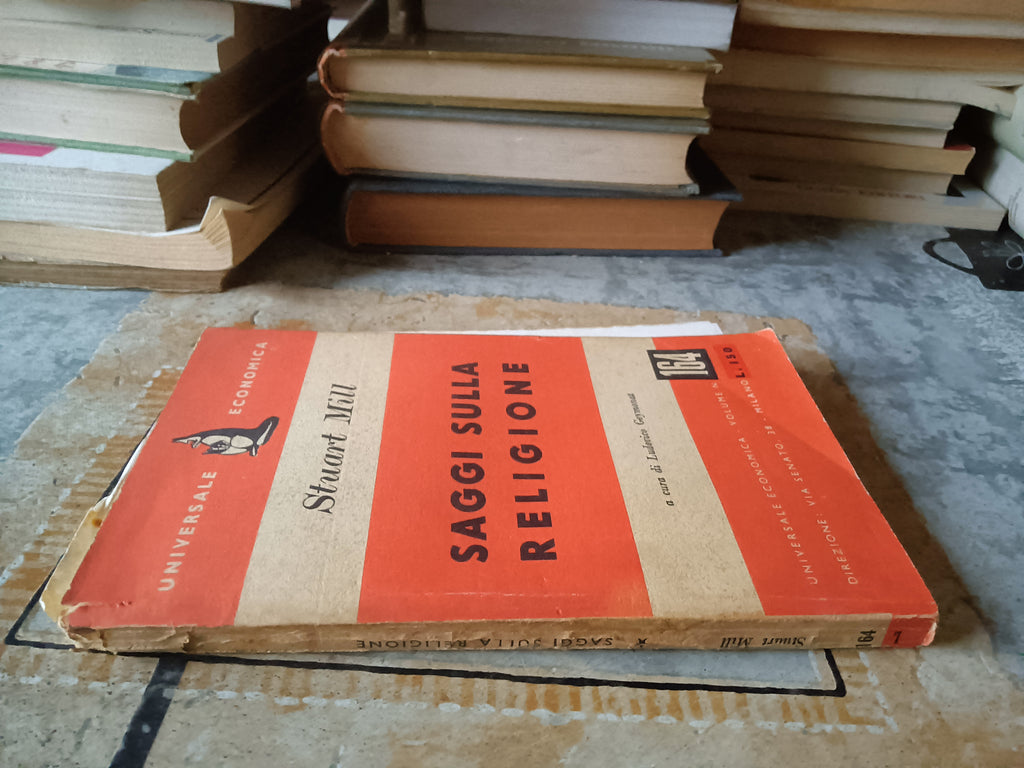 UNIVERSALE ECONOMICA
Stuart Mill
SAGGI SULLA
RELIGIONE
a cura di Ludovico Geymonat
164
L. 150
UNIVERSALE ECONOMICA · VOLUME N.
DIREZIONE: VIA SENATO, 38 · MILANO
164
Stuart Mill
★ SAGGI SULLA RELIGIONE